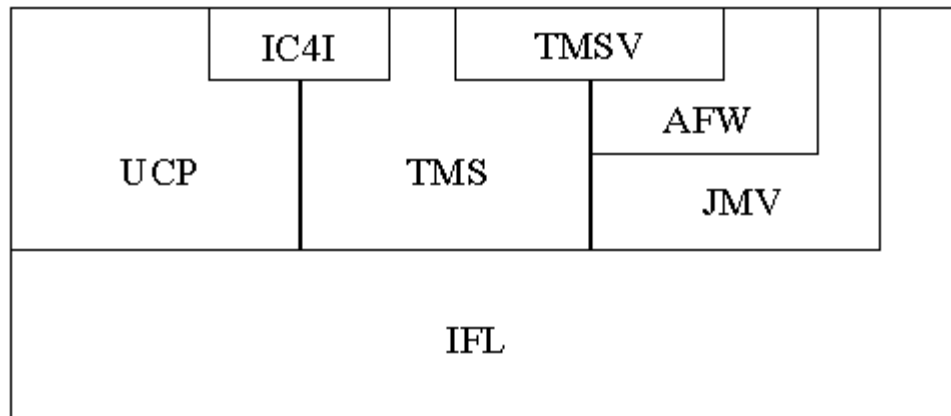 IC4I
TMSV
AFW
UCP
TMS
JMV
IFL